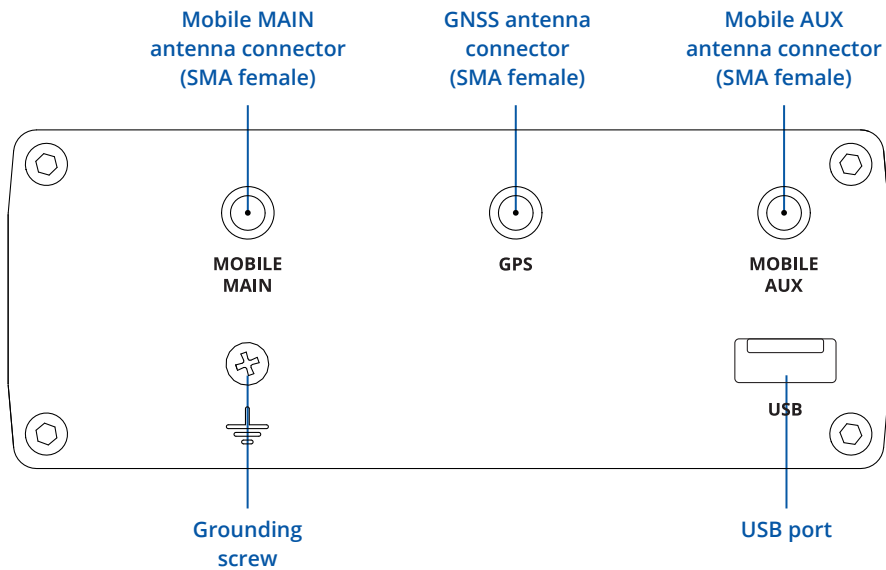 Mobile MAIN
antenna connector
(SMA female)
GNSS antenna
connector
(SMA female)
Mobile AUX
antenna connector
(SMA female)
MOBILE
MAIN
GPS
MOBILE
AUX
USB
Grounding
screw
USB port